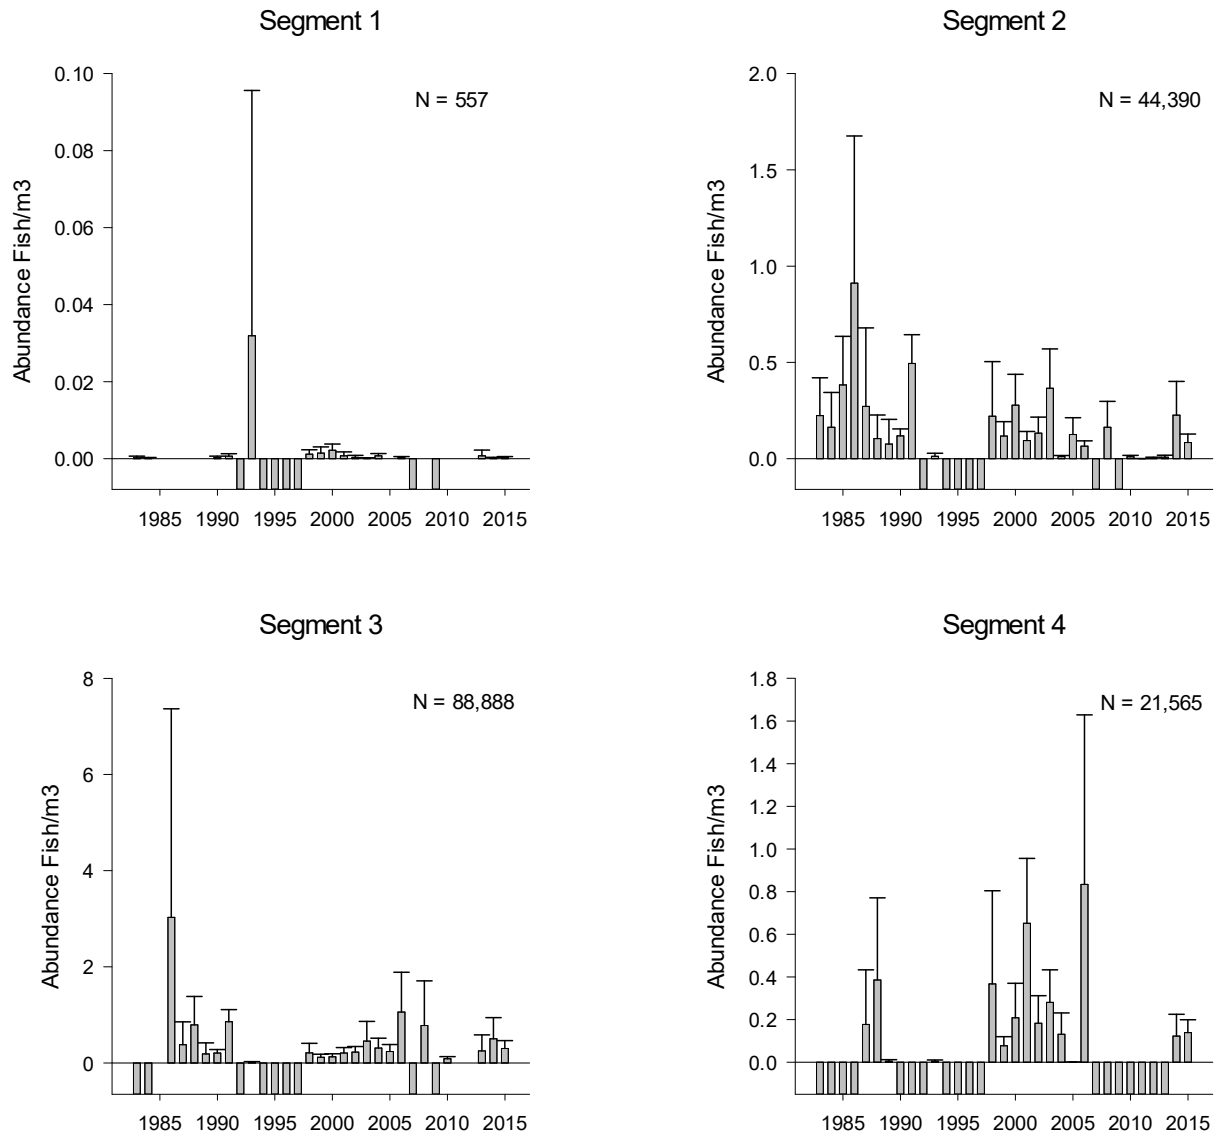 Segment 1
N = 557
Abundance Fish/m3
0.10
0.08
0.06
0.04
0.02
0.00
1985 1990 1995 2000 2005 2010 2015
Segment 2
N = 44,390
Abundance Fish/m3
2.0
1.5
1.0
0.5
0.0
1985 1990 1995 2000 2005 2010 2015
Segment 3
N = 88,888
Abundance Fish/m3
8
6
4
2
0
1985 1990 1995 2000 2005 2010 2015
Segment 4
N = 21,565
Abundance Fish/m3
1.8
1.6
1.4
1.2
1.0
0.8
0.6
0.4
0.2
0.0
1985 1990 1995 2000 2005 2010 2015